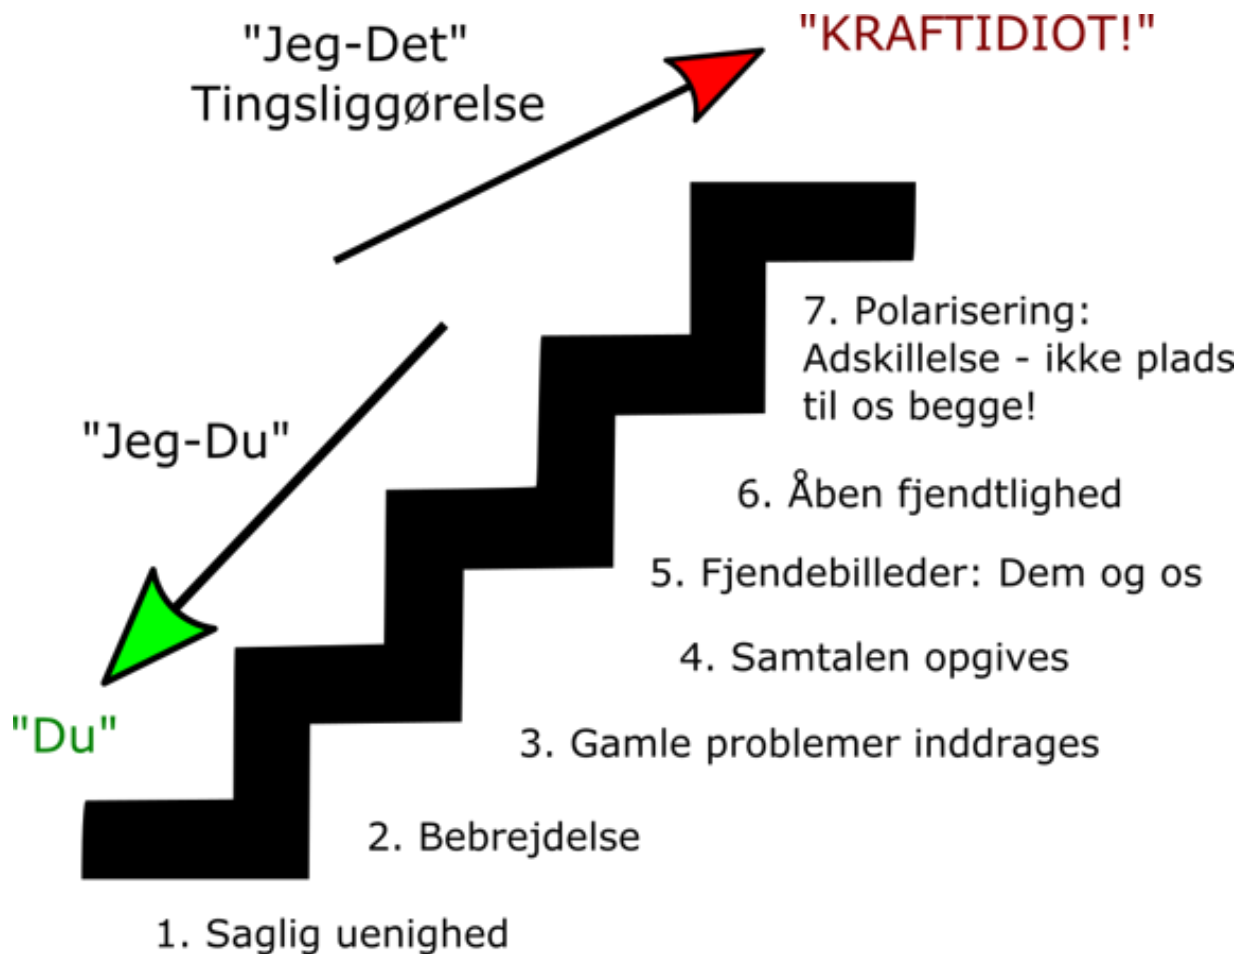 "Jeg-Det"
Tingsliggørelse
"KRAFTIDIOT!"
"Jeg-Du"
"Du"
7. Polarisering:
Adskillelse - ikke plads
til os begge!
6. Åben fjendtlighed
5. Fjendebilleder: Dem og os
4. Samtalen opgives
3. Gamle problemer inddrages
2. Bebrejdelse
1. Saglig uenighed